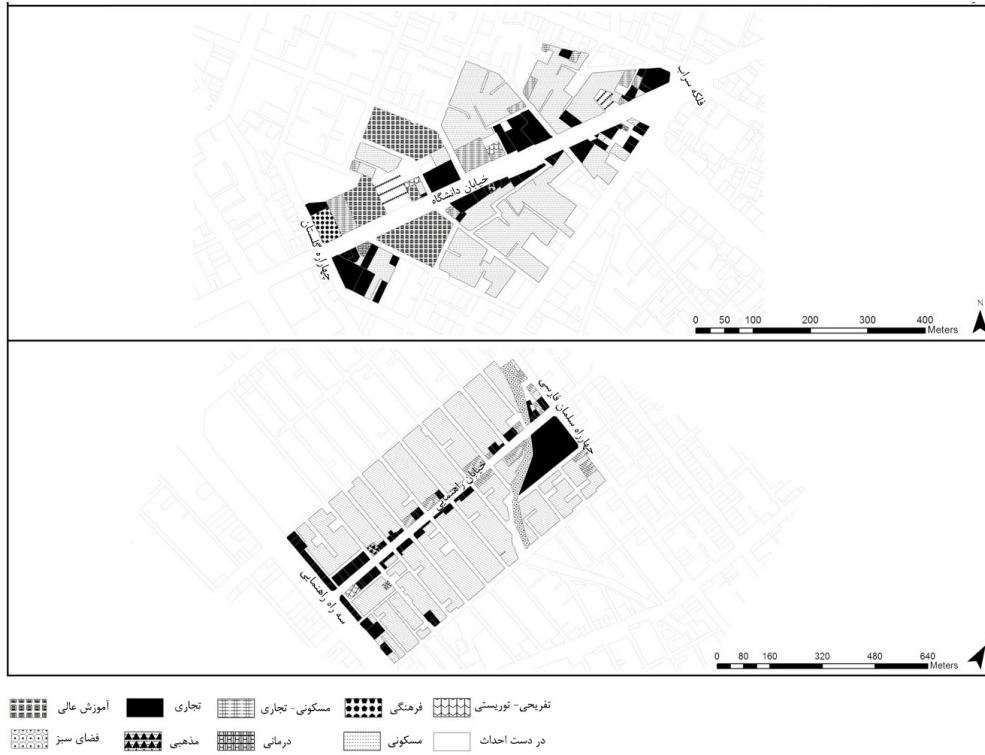 فلکه سراب
خیابان دانشگاه
چهارراه گلستان
0 50 100 200 300 400
Meters
N
چهارراه سلمان فارسی
خیابان راهنمایی
سه راه راهنمایی
0 80 160 320 480 640
Meters
آموزش عالی تجاری مسکونی- تجاری فرهنگی تفریحی- توریستی
فضای سبز مذهبی درمانی مسکونی در دست احداث